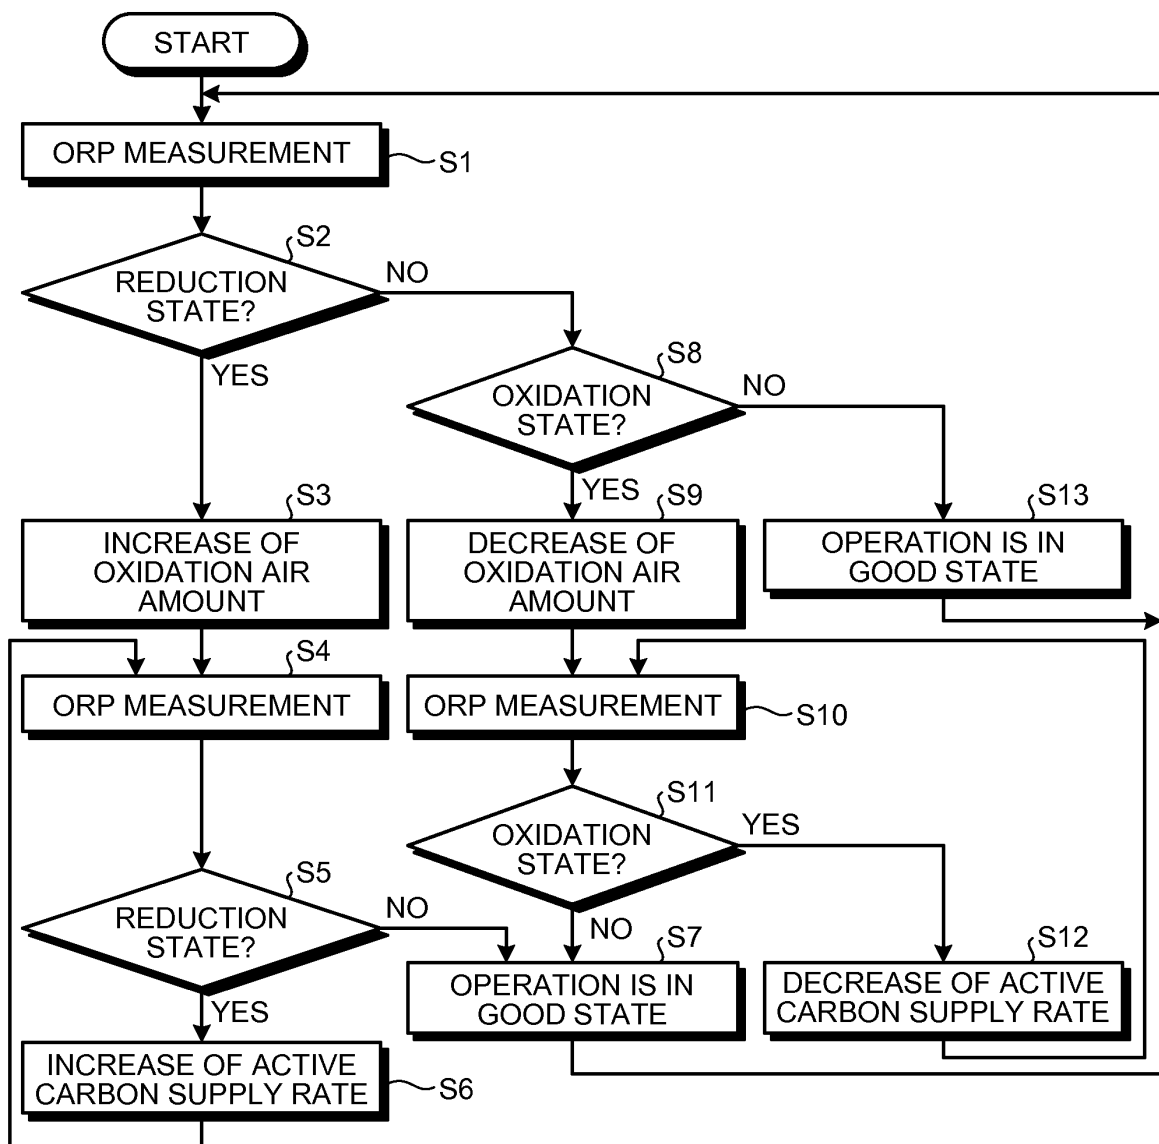 START
ORP MEASUREMENT
S1
S2
REDUCTION
STATE?
NO
YES
S8
OXIDATION
STATE?
NO
YES
S3
INCREASE OF
OXIDATION AIR
AMOUNT
S9
DECREASE OF
OXIDATION AIR
AMOUNT
S13
OPERATION IS IN
GOOD STATE
S4
ORP MEASUREMENT
ORP MEASUREMENT
S10
S11
OXIDATION
STATE?
YES
NO
S5
REDUCTION
STATE?
NO
YES
S7
OPERATION IS IN
GOOD STATE
S12
DECREASE OF ACTIVE
CARBON SUPPLY RATE
INCREASE OF ACTIVE
CARBON SUPPLY RATE
S6